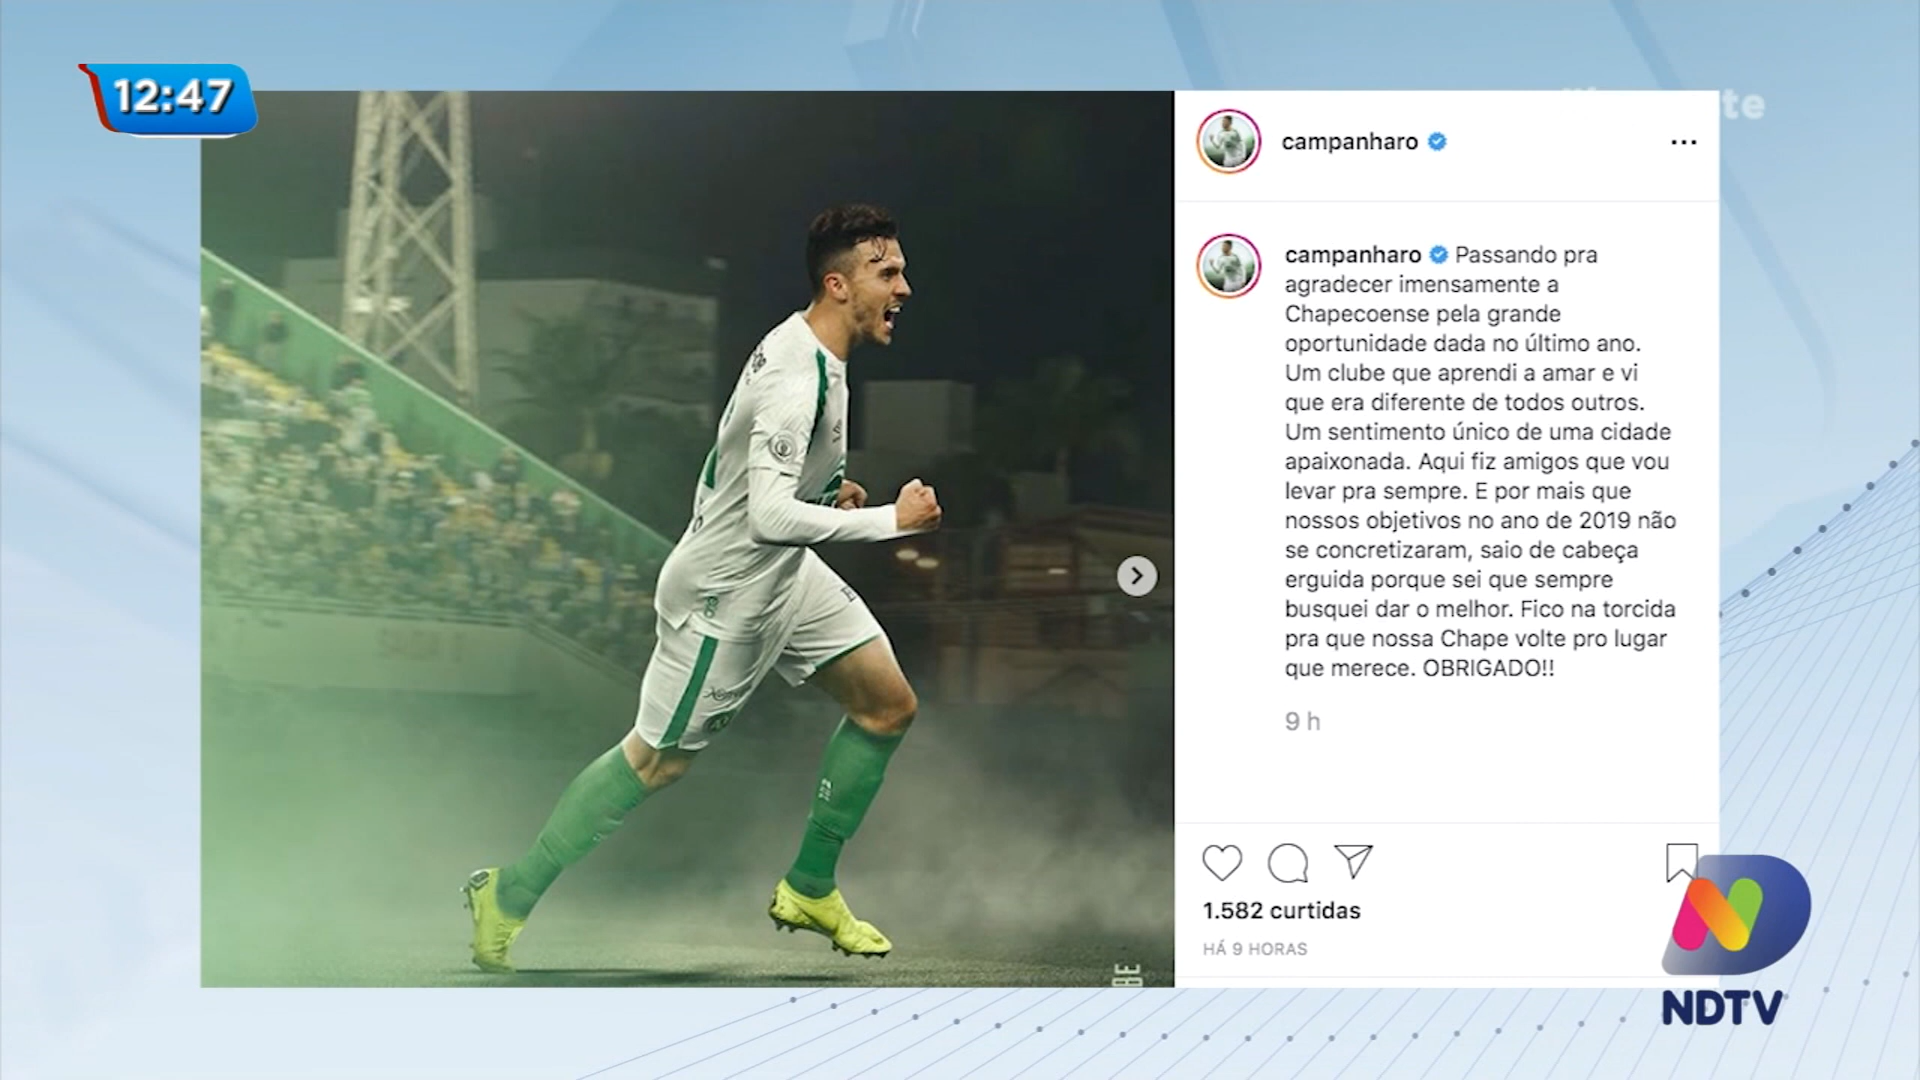 12:47
te
campanharo
campanharo Passando pra
agradecer imensamente a
Chapecoense pela grande
oportunidade dada no último ano.
Um clube que aprendi a amar e vi
que era diferente de todos outros.
Um sentimento único de uma cidade
apaixonada. Aqui fiz amigos que vou
levar pra sempre. E por mais que
nossos objetivos no ano de 2019 não
se concretizaram, saio de cabeça
erguida porque sei que sempre
busquei dar o melhor. Fico na torcida
pra que nossa Chape volte pro lugar
que merece. OBRIGADO!!
9 h
1.582 curtidas
HÁ 9 HORAS
BE
NDTV